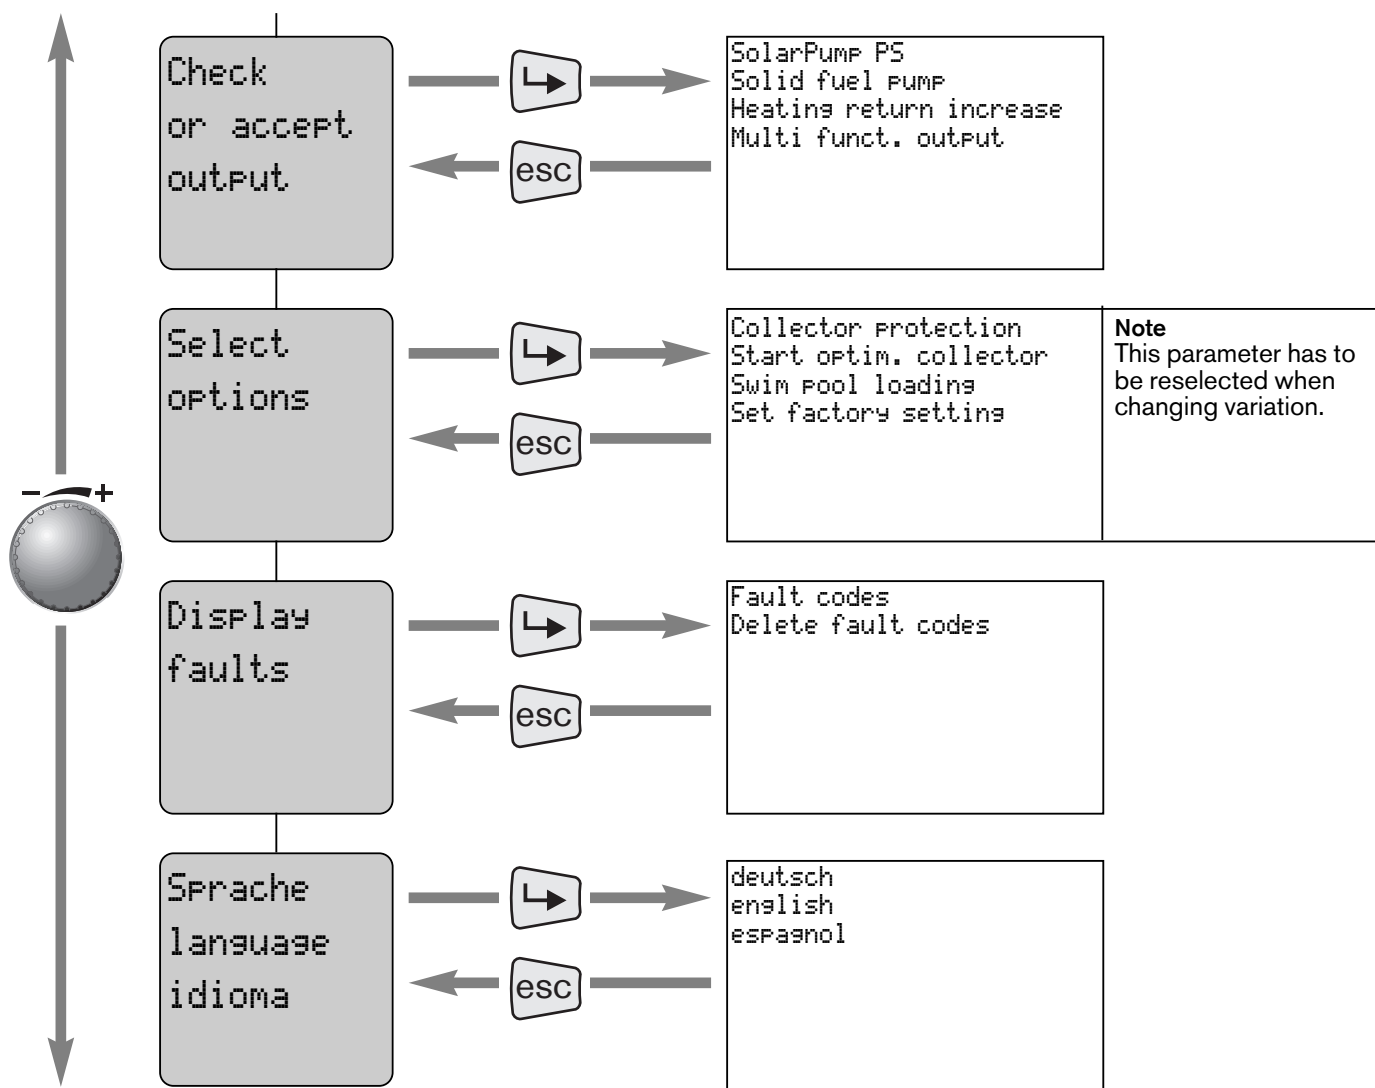 Check
or accept
output
esc
SolarPump PS
Solid fuel pump
Heating return increase
Multi funct. output
Select
options
esc
Collector protection
Start optim. collector
Swim pool loading
Set factory setting
Note
This parameter has to
be reselected when
changing variation.
− +
Display
faults
esc
Fault codes
Delete fault codes
Sprache
language
idioma
esc
deutsch
english
espagnol